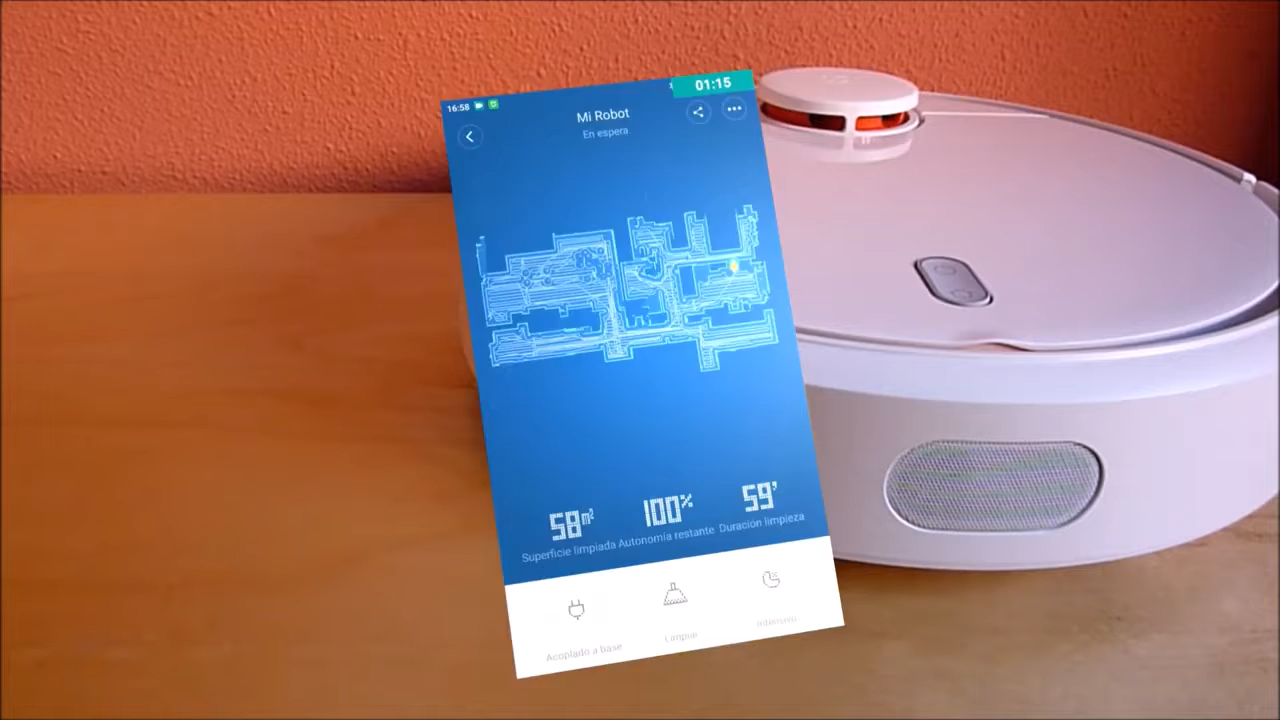 01:15
16:58
Mi Robot
En espera
58m² 100% 59'
Superficie limpiada Autonomía restante Duración limpieza
Acoplado a base Limpiar